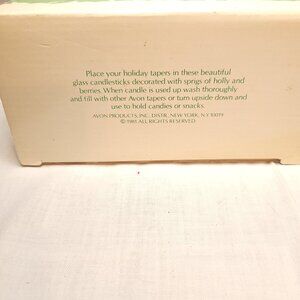 Place your holiday tapers in these beautiful
glass candlesticks decorated with sprigs of holly and
berries. When candle is used up wash thoroughly
and fill with other Avon tapers or turn upside down and
use to hold candies or snacks.
AVON PRODUCTS, INC. DISTR. NEW YORK, N.Y. 10019
© 1981 ALL RIGHTS RESERVED